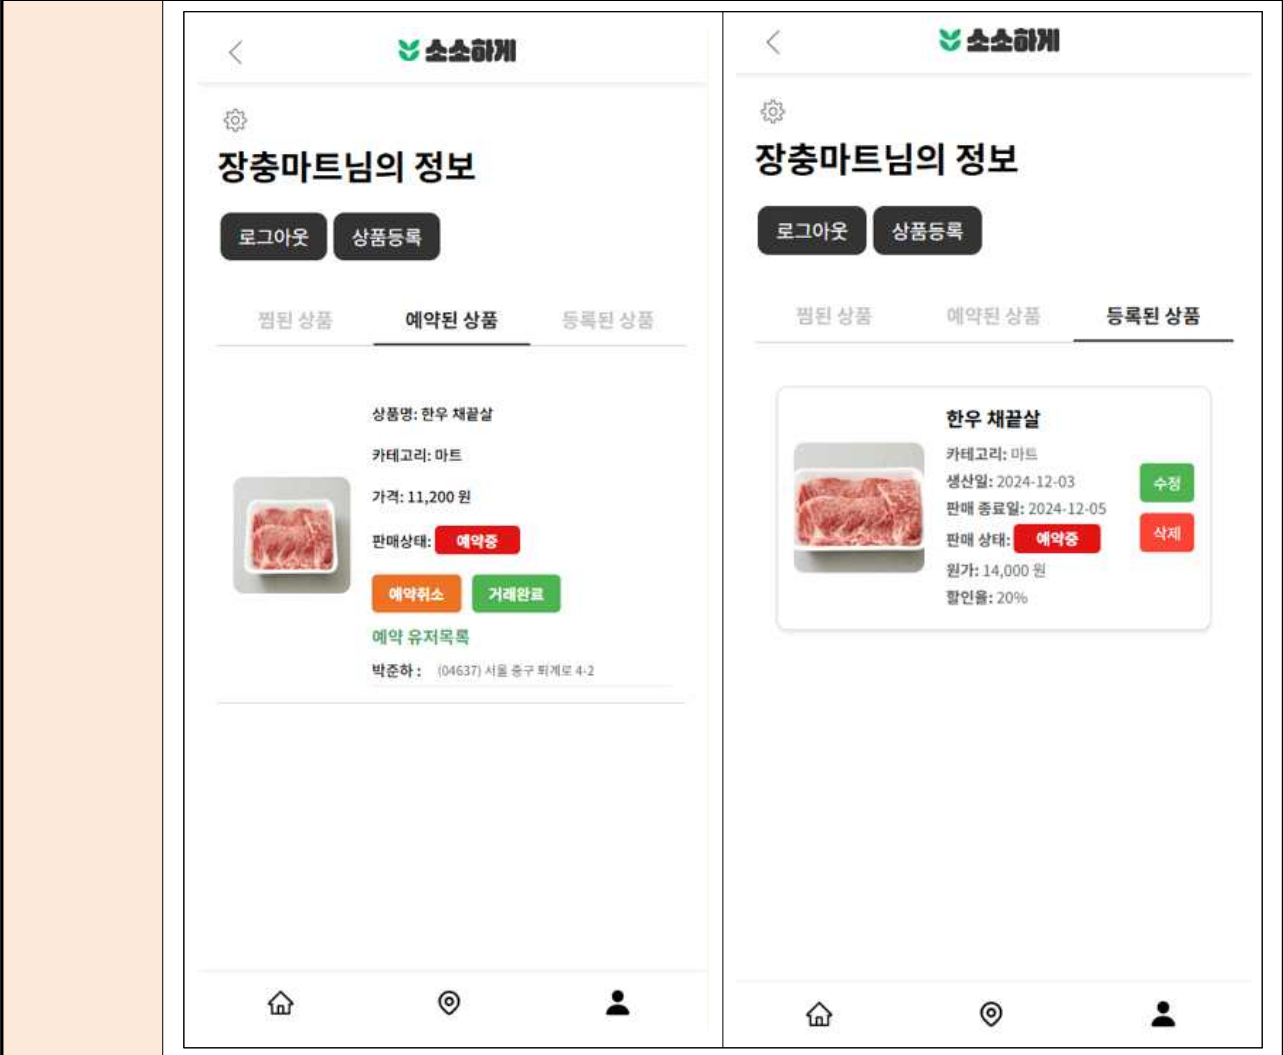 소소하게
장충마트님의 정보
로그아웃 상품등록
찜된 상품 예약된 상품 등록된 상품
상품명: 한우 채끝살
카테고리: 마트
가격: 11,200 원
판매상태: 예약중
예약취소 거래완료
예약 유저목록
박준하 : (04637) 서울 중구 퇴계로 4-2
소소하게
장충마트님의 정보
로그아웃 상품등록
찜된 상품 예약된 상품 등록된 상품
한우 채끝살
카테고리: 마트
생산일: 2024-12-03
판매 종료일: 2024-12-05
판매 상태: 예약중
원가: 14,000 원
할인율: 20%
수정
삭제